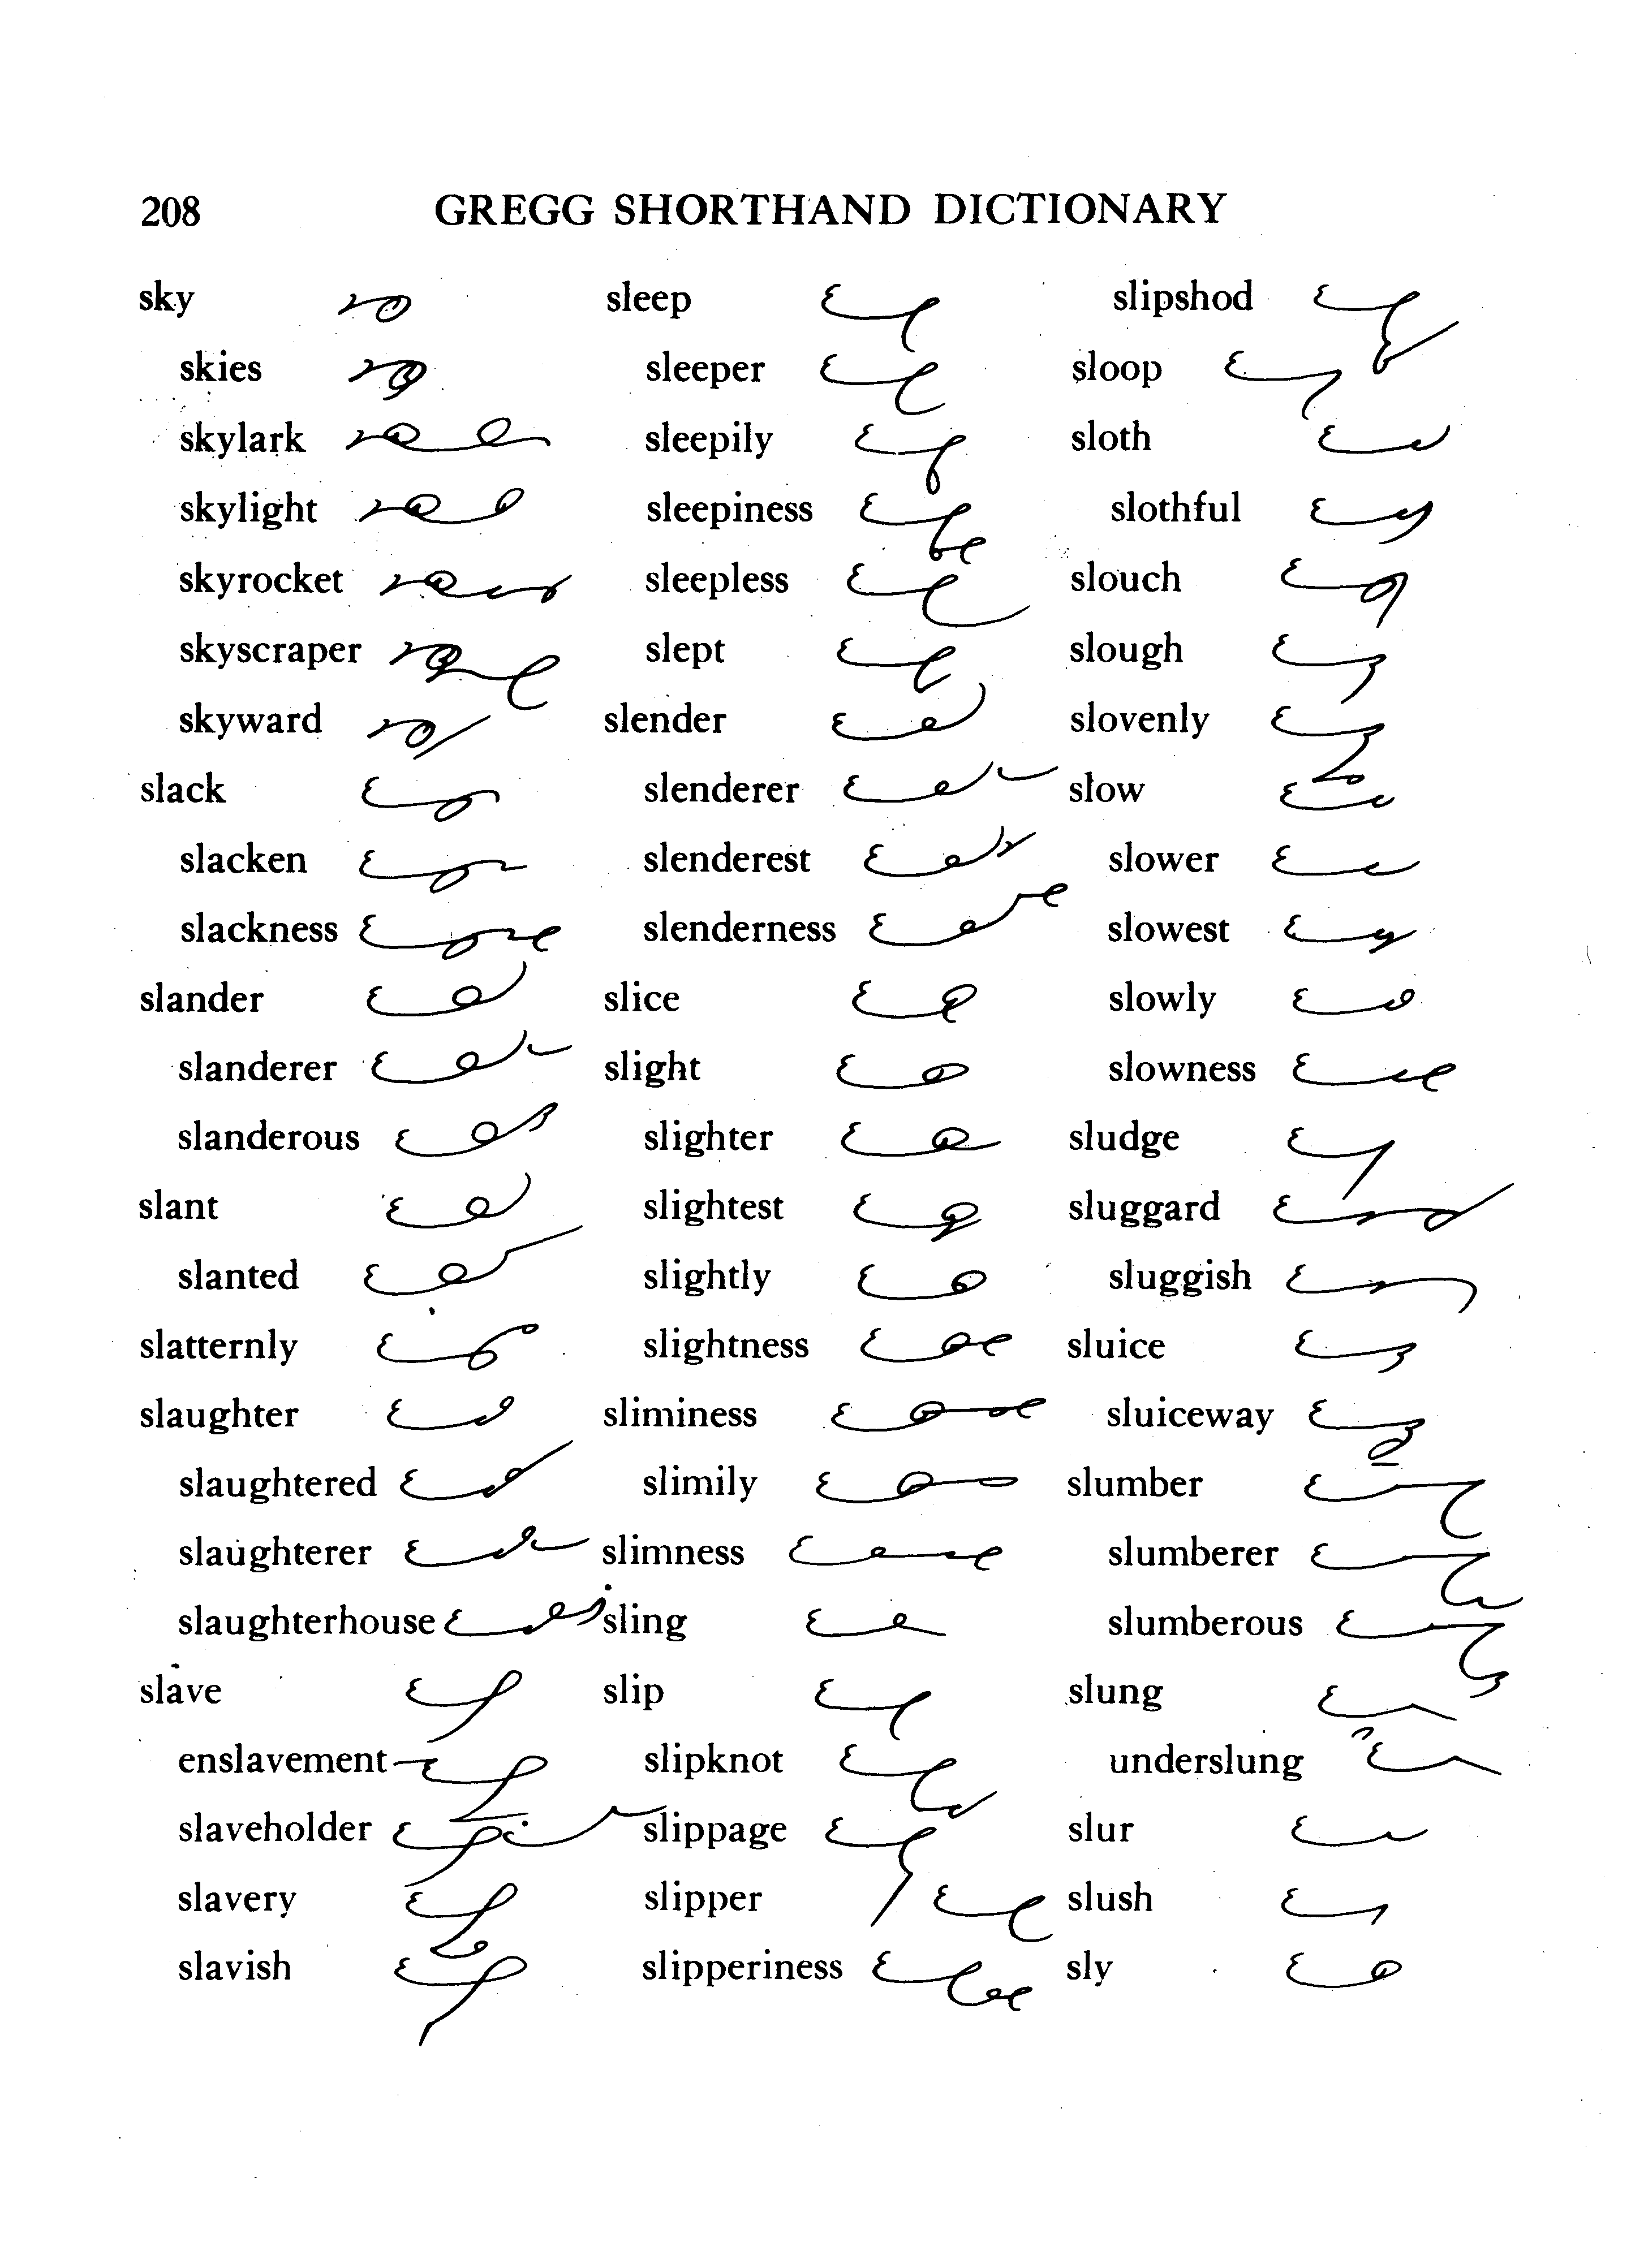 208 GREGG SHORTHAND DICTIONARY
sky
skies
skylark
skylight
skyrocket
skyscraper
skyward
slack
slacken
slackness
slander
slanderer
slanderous
slant
slanted
slatternly
slaughter
slaughtered
slaughterer
slaughterhouse
slave
enslavement
slaveholder
slavery
slavish
sleep
sleeper
sleepily
sleepiness
sleepless
slept
slender
slenderer
slenderest
slenderness
slice
slight
slighter
slightest
slightly
slightness
sliminess
slimily
slimness
sling
slip
slipknot
slippage
slipper
slipperiness
slipshod
sloop
sloth
slothful
slouch
slough
slovenly
slow
slower
slowest
slowly
slowness
sludge
sluggard
sluggish
sluice
sluiceway
slumber
slumberer
slumberous
slung
underslung
slur
slush
sly